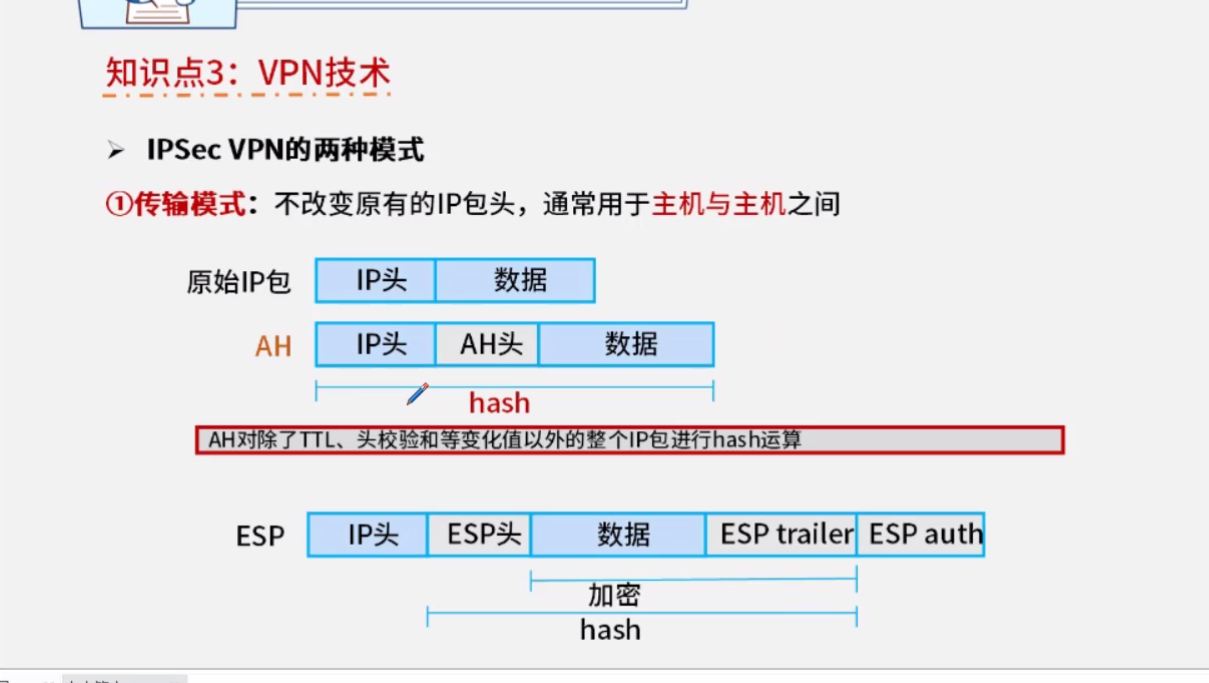 知识点3：VPN技术
➢ IPSec VPN的两种模式
①传输模式：不改变原有的IP包头，通常用于主机与主机之间
原始IP包 IP头 数据
AH IP头 AH头 数据
hash
AH对除了TTL、头校验和等变化值以外的整个IP包进行hash运算
ESP IP头 ESP头 数据 ESP trailer ESP auth
加密
hash